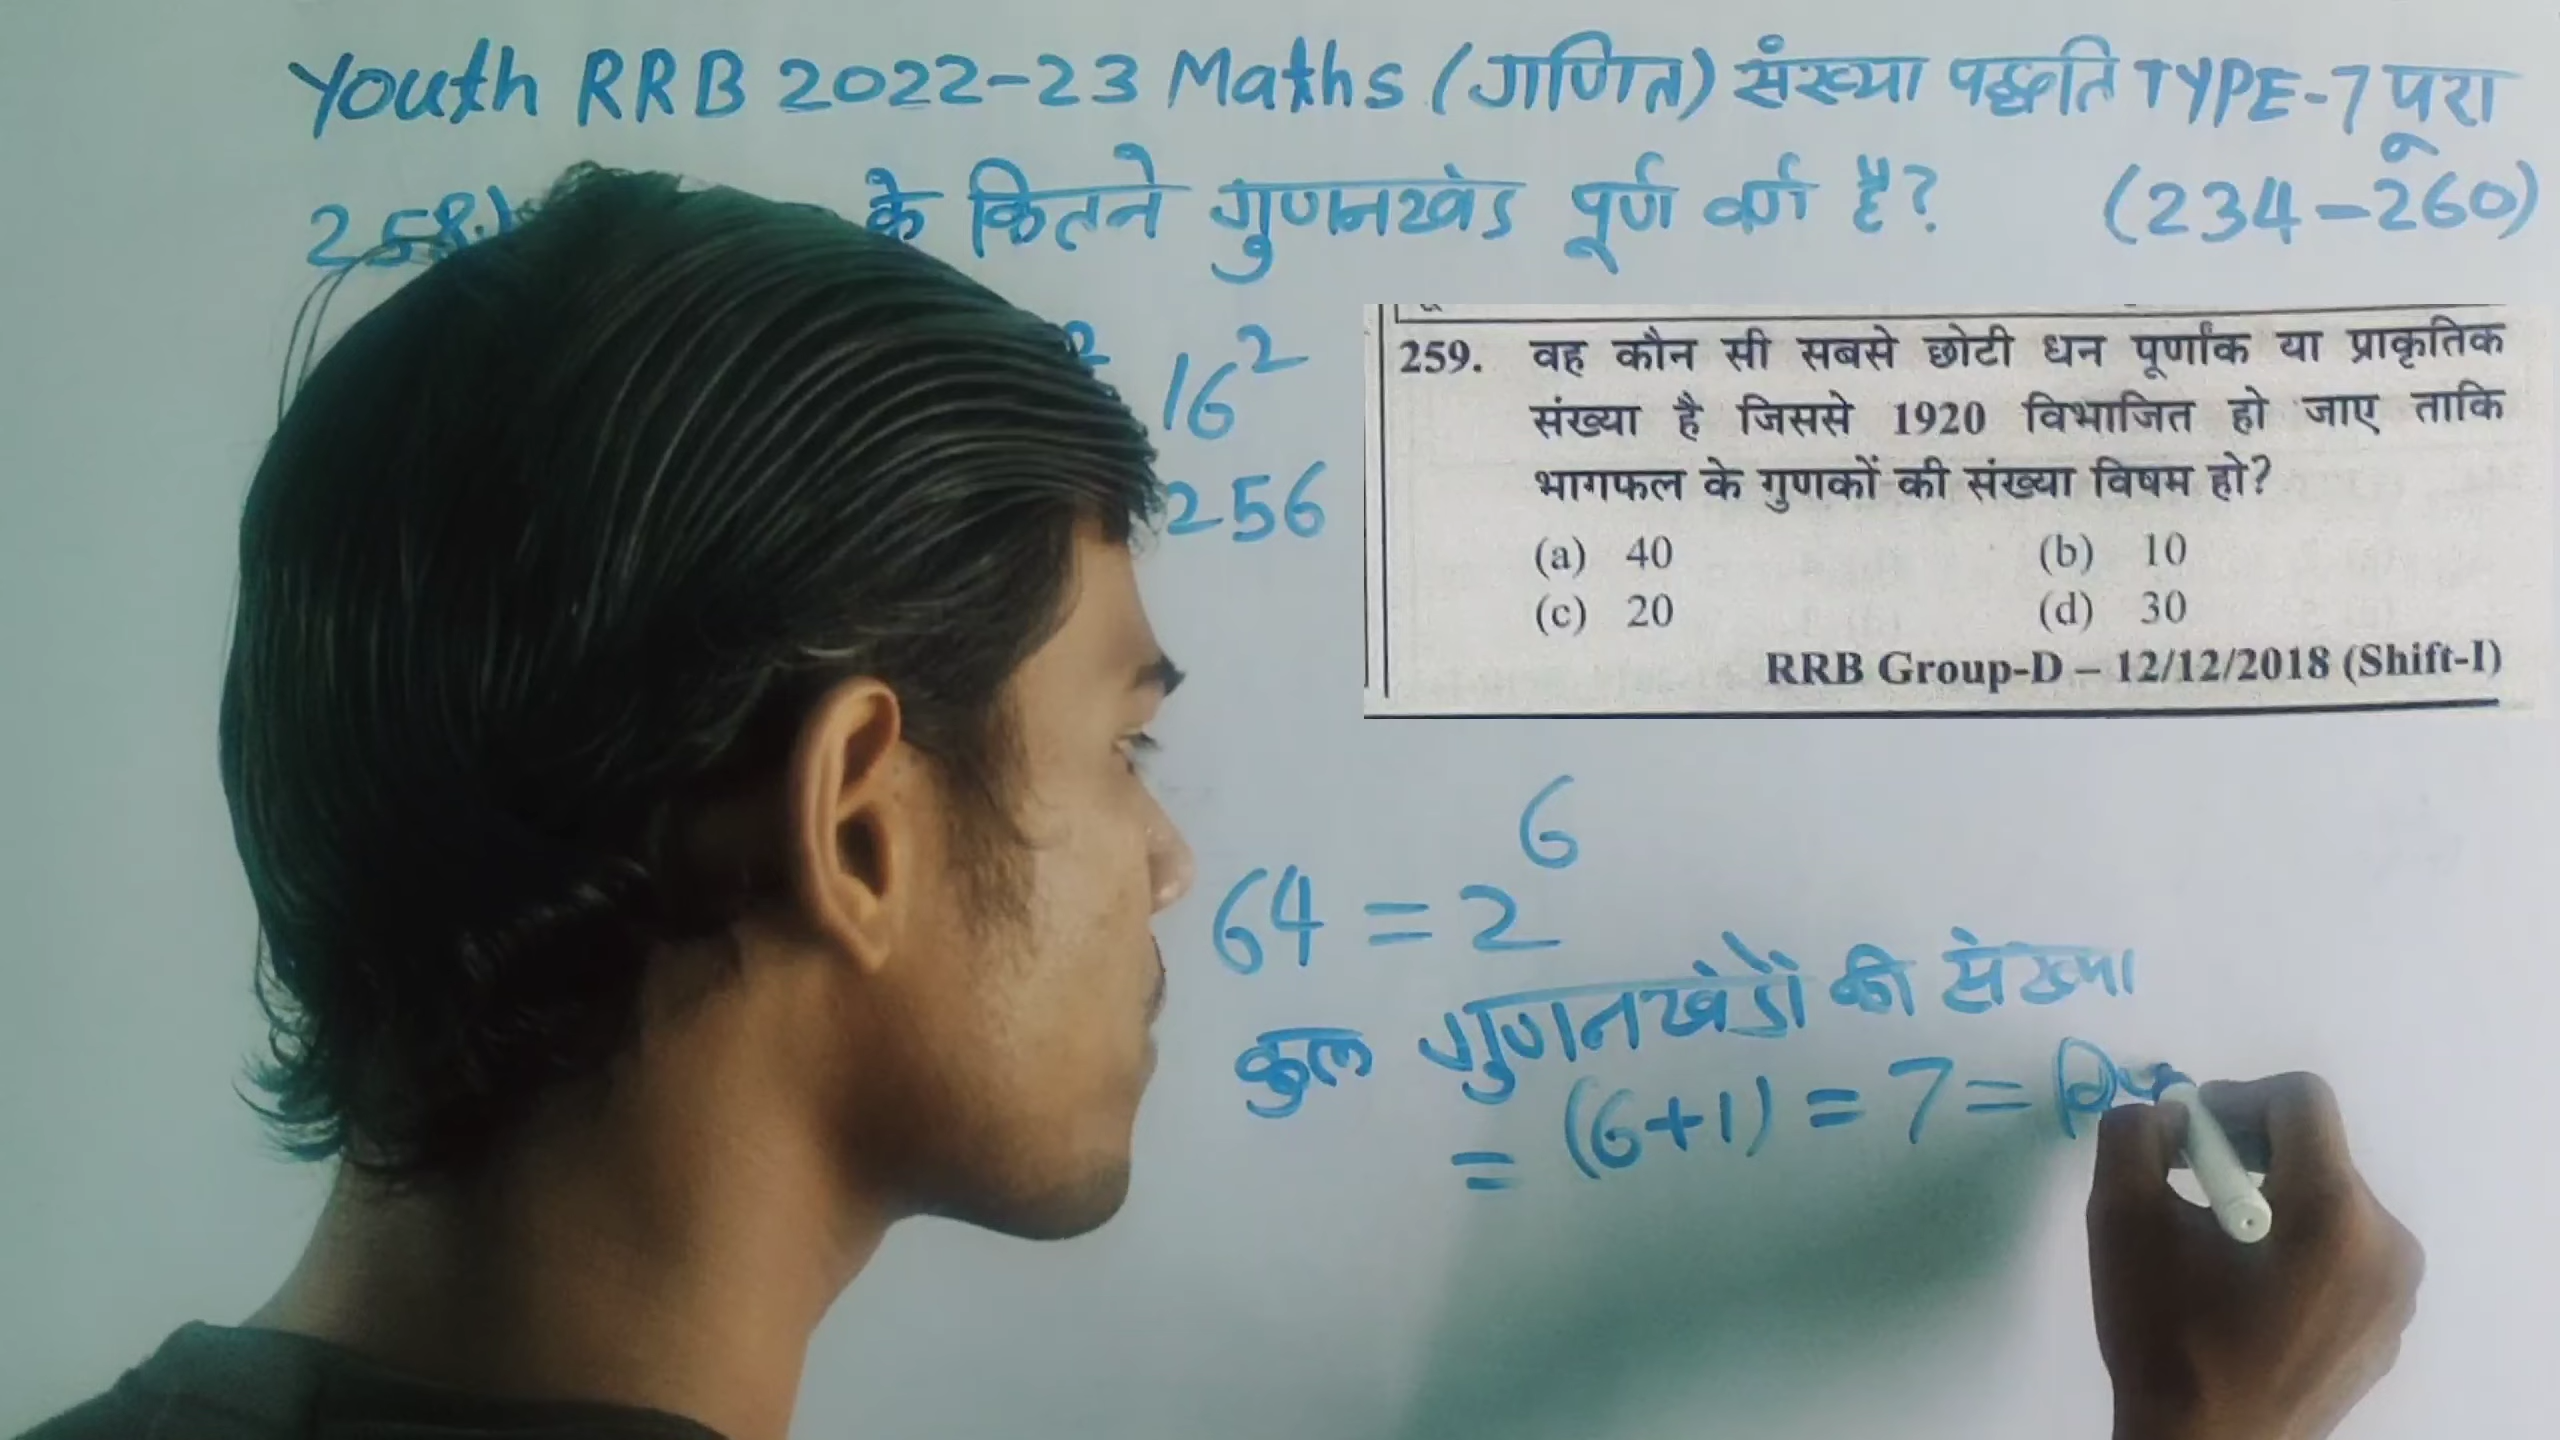 Youth RRB 2022-23 Maths (गणित) संख्या पद्धति TYPE-7 पूरा
258.) के कितने गुणनखंड पूर्ण वर्ग है? (234-260)
16²
256
259. वह कौन सी सबसे छोटी धन पूर्णांक या प्राकृतिक
संख्या है जिससे 1920 विभाजित हो जाए ताकि
भागफल के गुणकों की संख्या विषम हो?
(a) 40 (b) 10
(c) 20 (d) 30
RRB Group-D – 12/12/2018 (Shift-I)
64 = 2⁶
कुल गुणनखंडों की संख्या
= (6+1) = 7 =